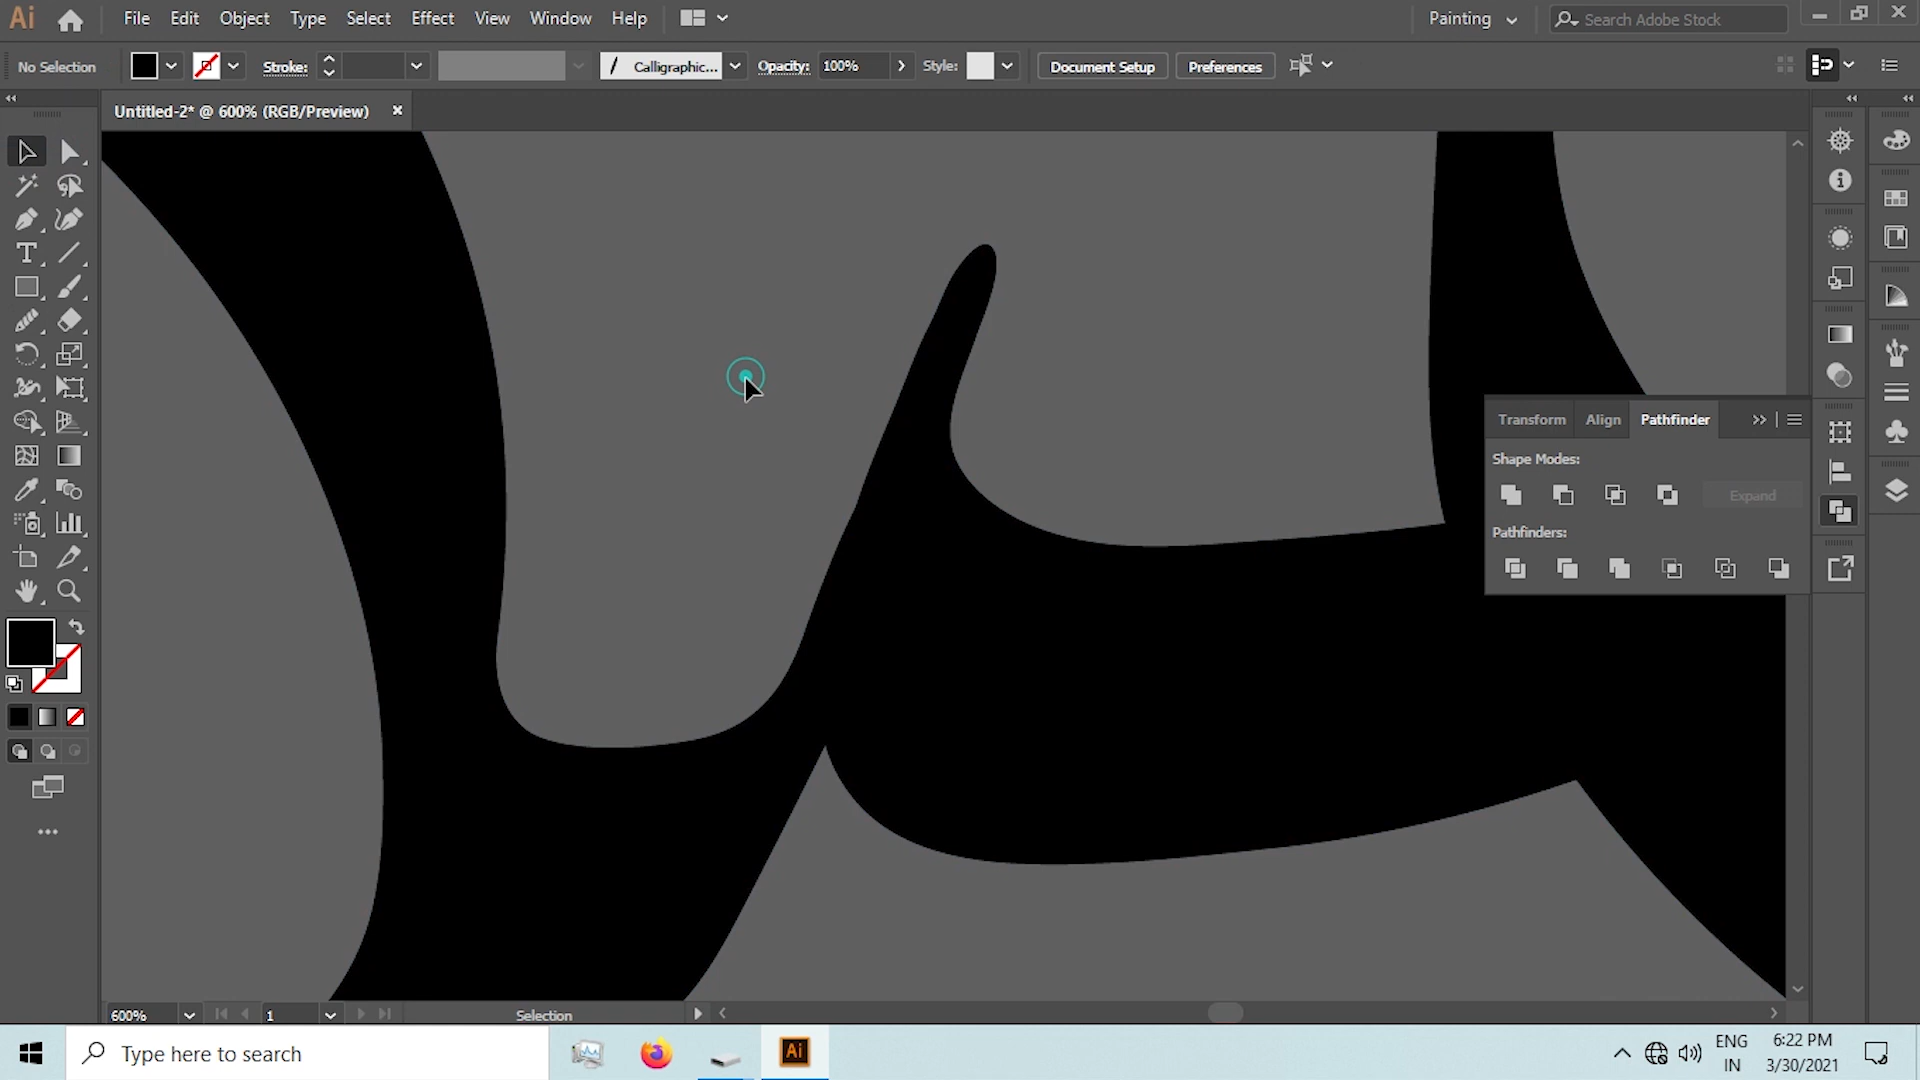 Ai File Edit Object Type Select Effect View Window Help Painting Search Adobe Stock
No Selection Stroke: Calligraphic... Opacity: 100% Style: Document Setup Preferences
Untitled-2* @ 600% (RGB/Preview)
Transform Align Pathfinder
Shape Modes:
Expand
Pathfinders:
600% 1 Selection
Type here to search Ai ENG IN 6:22 PM 3/30/2021